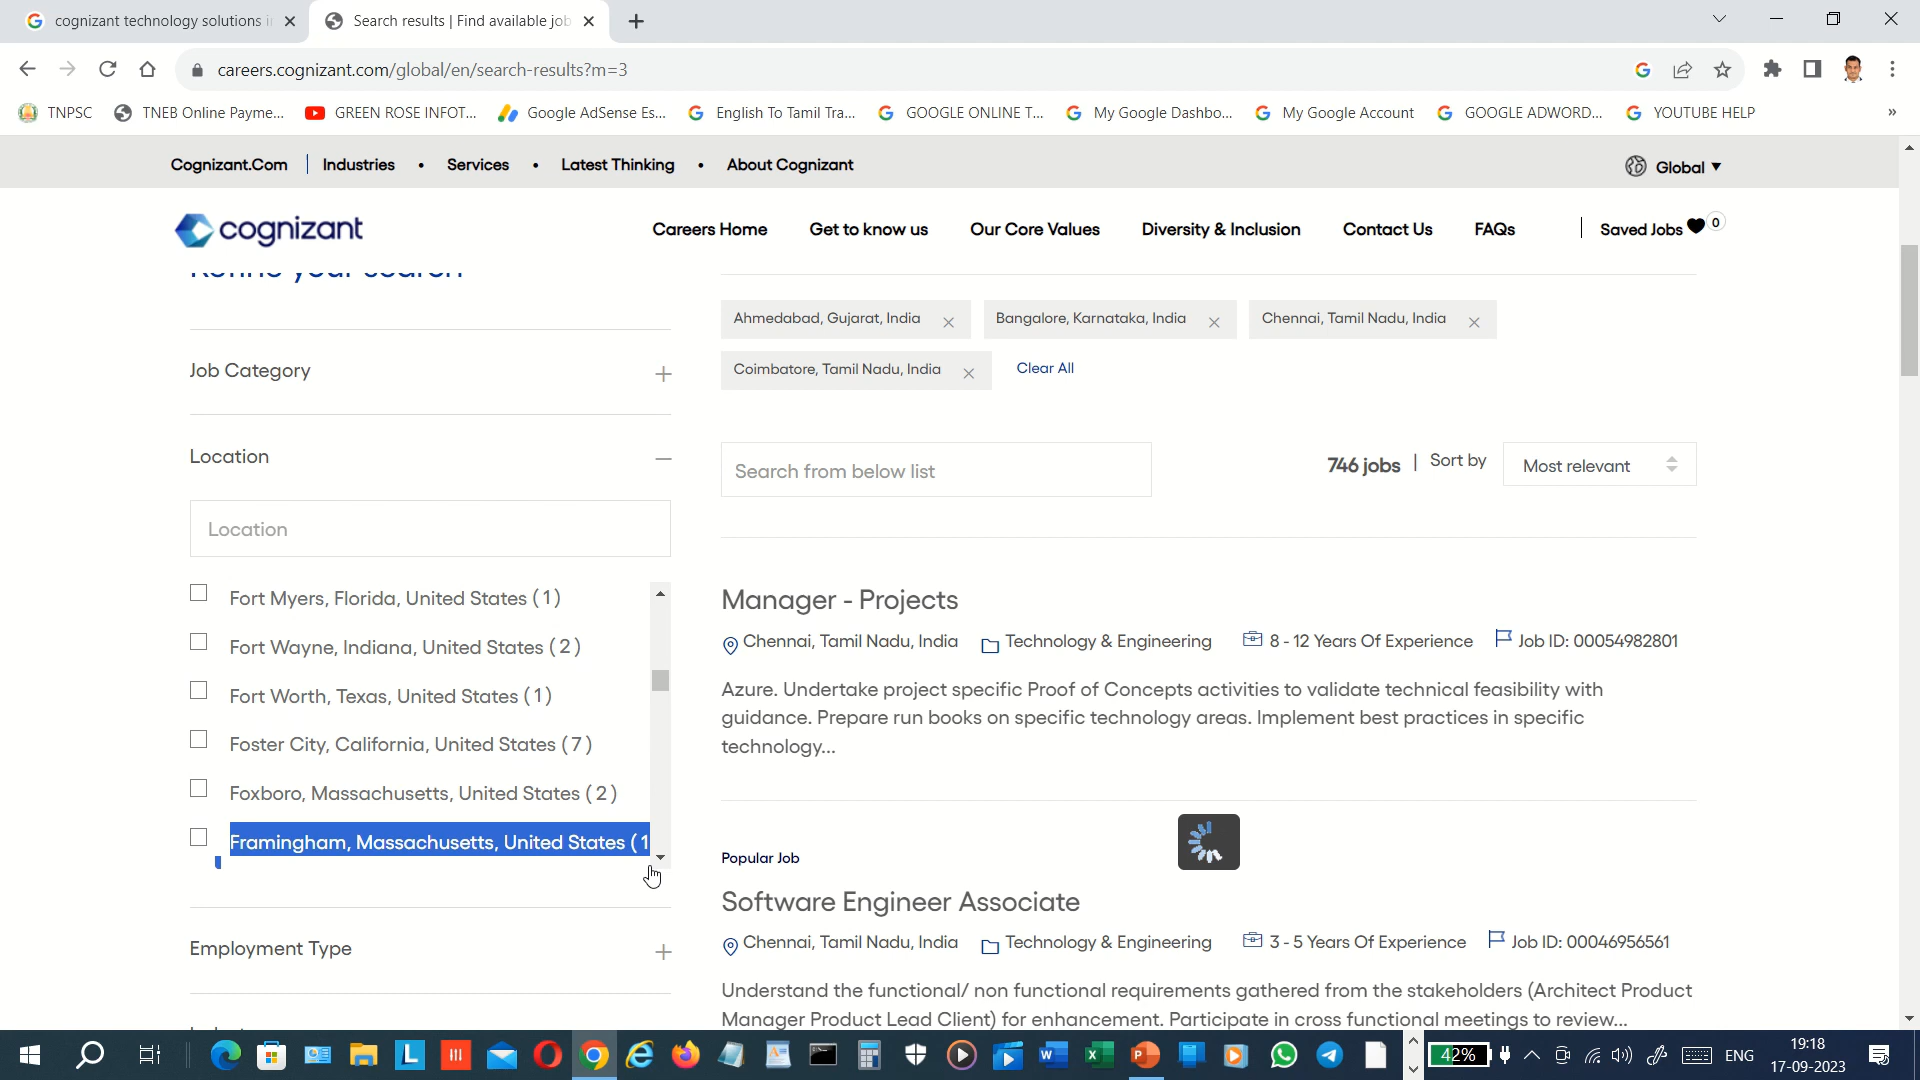 cognizant technology solutions i
Search results | Find available job
careers.cognizant.com/global/en/search-results?m=3
TNPSC
TNEB Online Payme...
GREEN ROSE INFOT...
Google AdSense Es...
English To Tamil Tra...
GOOGLE ONLINE T...
My Google Dashbo...
My Google Account
GOOGLE ADWORD...
YOUTUBE HELP
»
Cognizant.Com | Industries • Services • Latest Thinking • About Cognizant
Global
cognizant
Careers Home
Get to know us
Our Core Values
Diversity & Inclusion
Contact Us
FAQs
Saved Jobs 0
Refine your search
Job Category
Location
Location
Fort Myers, Florida, United States (1)
Fort Wayne, Indiana, United States (2)
Fort Worth, Texas, United States (1)
Foster City, California, United States (7)
Foxboro, Massachusetts, United States (2)
Framingham, Massachusetts, United States (1
Employment Type
Ahmedabad, Gujarat, India
Bangalore, Karnataka, India
Chennai, Tamil Nadu, India
Coimbatore, Tamil Nadu, India
Clear All
Search from below list
746 jobs | Sort by
Most relevant
Manager - Projects
Chennai, Tamil Nadu, India Technology & Engineering 8 - 12 Years Of Experience Job ID: 00054982801
Azure. Undertake project specific Proof of Concepts activities to validate technical feasibility with
guidance. Prepare run books on specific technology areas. Implement best practices in specific
technology...
Popular Job
Software Engineer Associate
Chennai, Tamil Nadu, India Technology & Engineering 3 - 5 Years Of Experience Job ID: 00046956561
Understand the functional/ non functional requirements gathered from the stakeholders (Architect Product
Manager Product Lead Client) for enhancement. Participate in cross functional meetings to review...
42%
ENG
19:18
17-09-2023